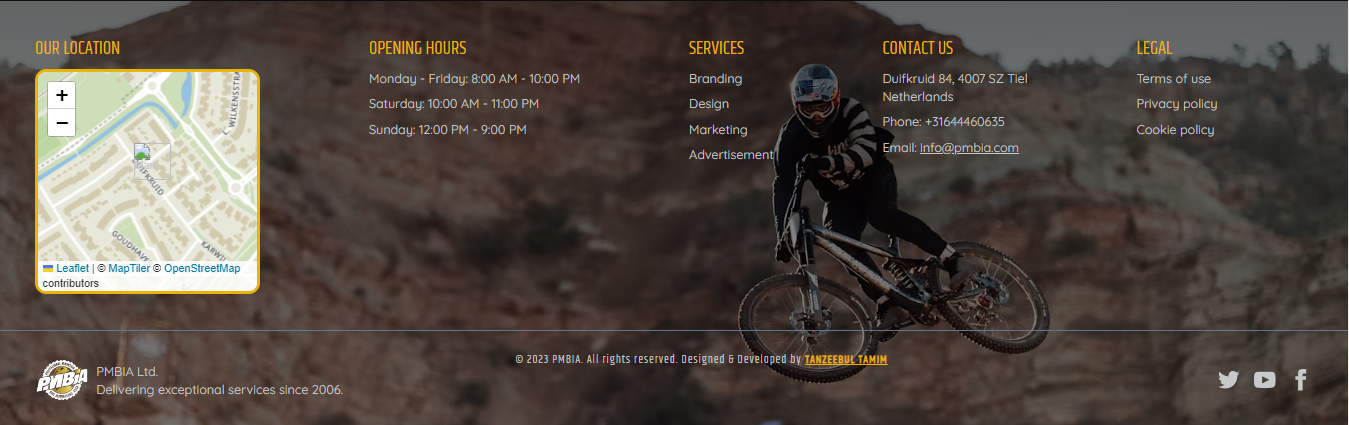 OUR LOCATION
+
−
WILKENSSTRA
DUIFKRUID
GOUDHAVE
KARWIJ
Leaflet | © MapTiler © OpenStreetMap
contributors
OPENING HOURS
Monday - Friday: 8:00 AM - 10:00 PM
Saturday: 10:00 AM - 11:00 PM
Sunday: 12:00 PM - 9:00 PM
SERVICES
Branding
Design
Marketing
Advertisement
CONTACT US
Duifkruid 84, 4007 SZ Tiel
Netherlands
Phone: +31644460635
Email: info@pmbia.com
LEGAL
Terms of use
Privacy policy
Cookie policy
© 2023 PMBIA. All rights reserved. Designed & Developed by TANZEEBUL TAMIM
PMBIA
PMBIA Ltd.
Delivering exceptional services since 2006.